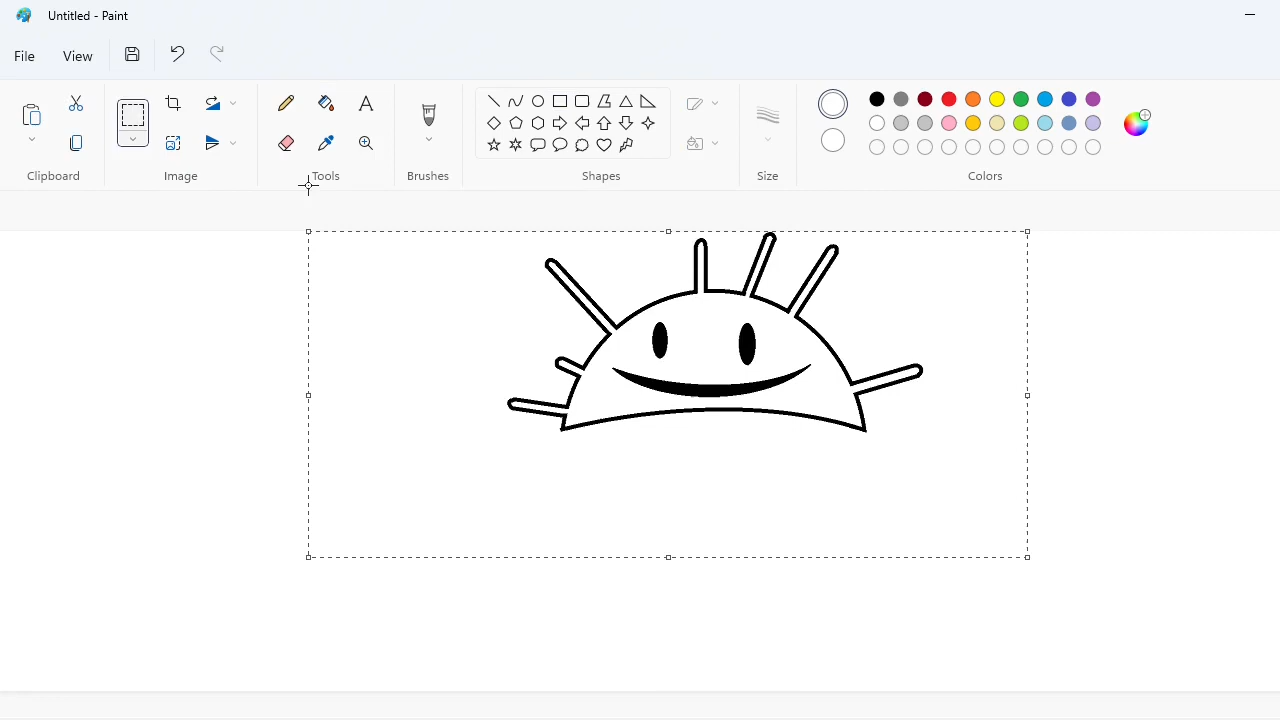 Untitled - Paint
File
View
Clipboard
Image
Tools
Brushes
Shapes
Size
Colors